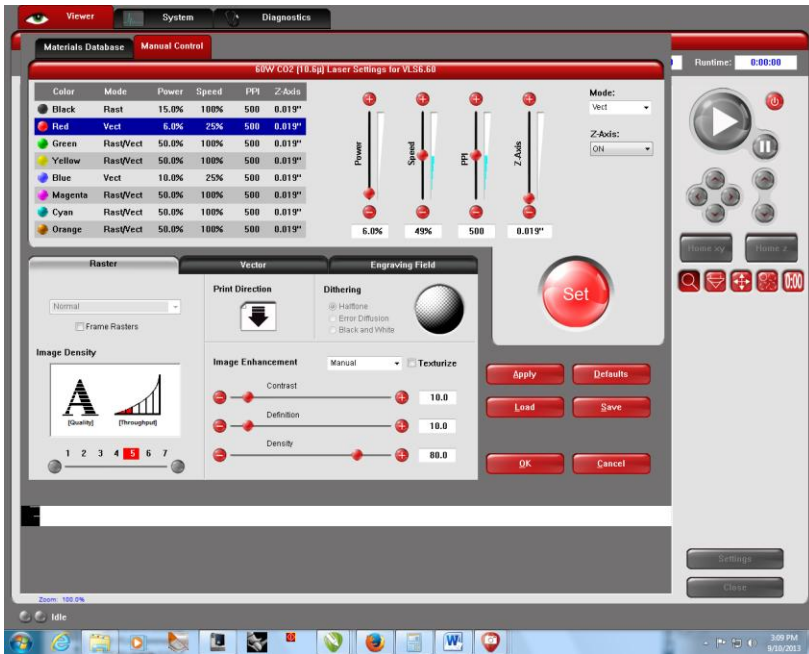 Viewer System Diagnostics
Materials Database Manual Control
60W CO2 (10.6µ) Laser Settings for VLS6.60
Runtime: 0:00:00
Color Mode Power Speed PPI Z-Axis
Black Rast 15.0% 100% 500 0.019"
Red Vect 6.0% 25% 500 0.019"
Green Rast/Vect 50.0% 100% 500 0.019"
Yellow Rast/Vect 50.0% 100% 500 0.019"
Blue Vect 10.0% 25% 500 0.019"
Magenta Rast/Vect 50.0% 100% 500 0.019"
Cyan Rast/Vect 50.0% 100% 500 0.019"
Orange Rast/Vect 50.0% 100% 500 0.019"
Power Speed PPI Z-Axis
6.0% 49% 500 0.019"
Mode:
Vect
Z-Axis:
ON
Set
Home xy Home z
0:00
Raster Vector Engraving Field
Normal
Frame Rasters
Print Direction
Dithering
Halftone
Error Diffusion
Black and White
Image Density
[Quality] [Throughput]
1 2 3 4 5 6 7
Image Enhancement Manual Texturize
Contrast
10.0
Definition
10.0
Density
80.0
Apply Defaults
Load Save
OK Cancel
Settings
Close
Zoom: 100.0%
Idle
3:09 PM
9/10/2013